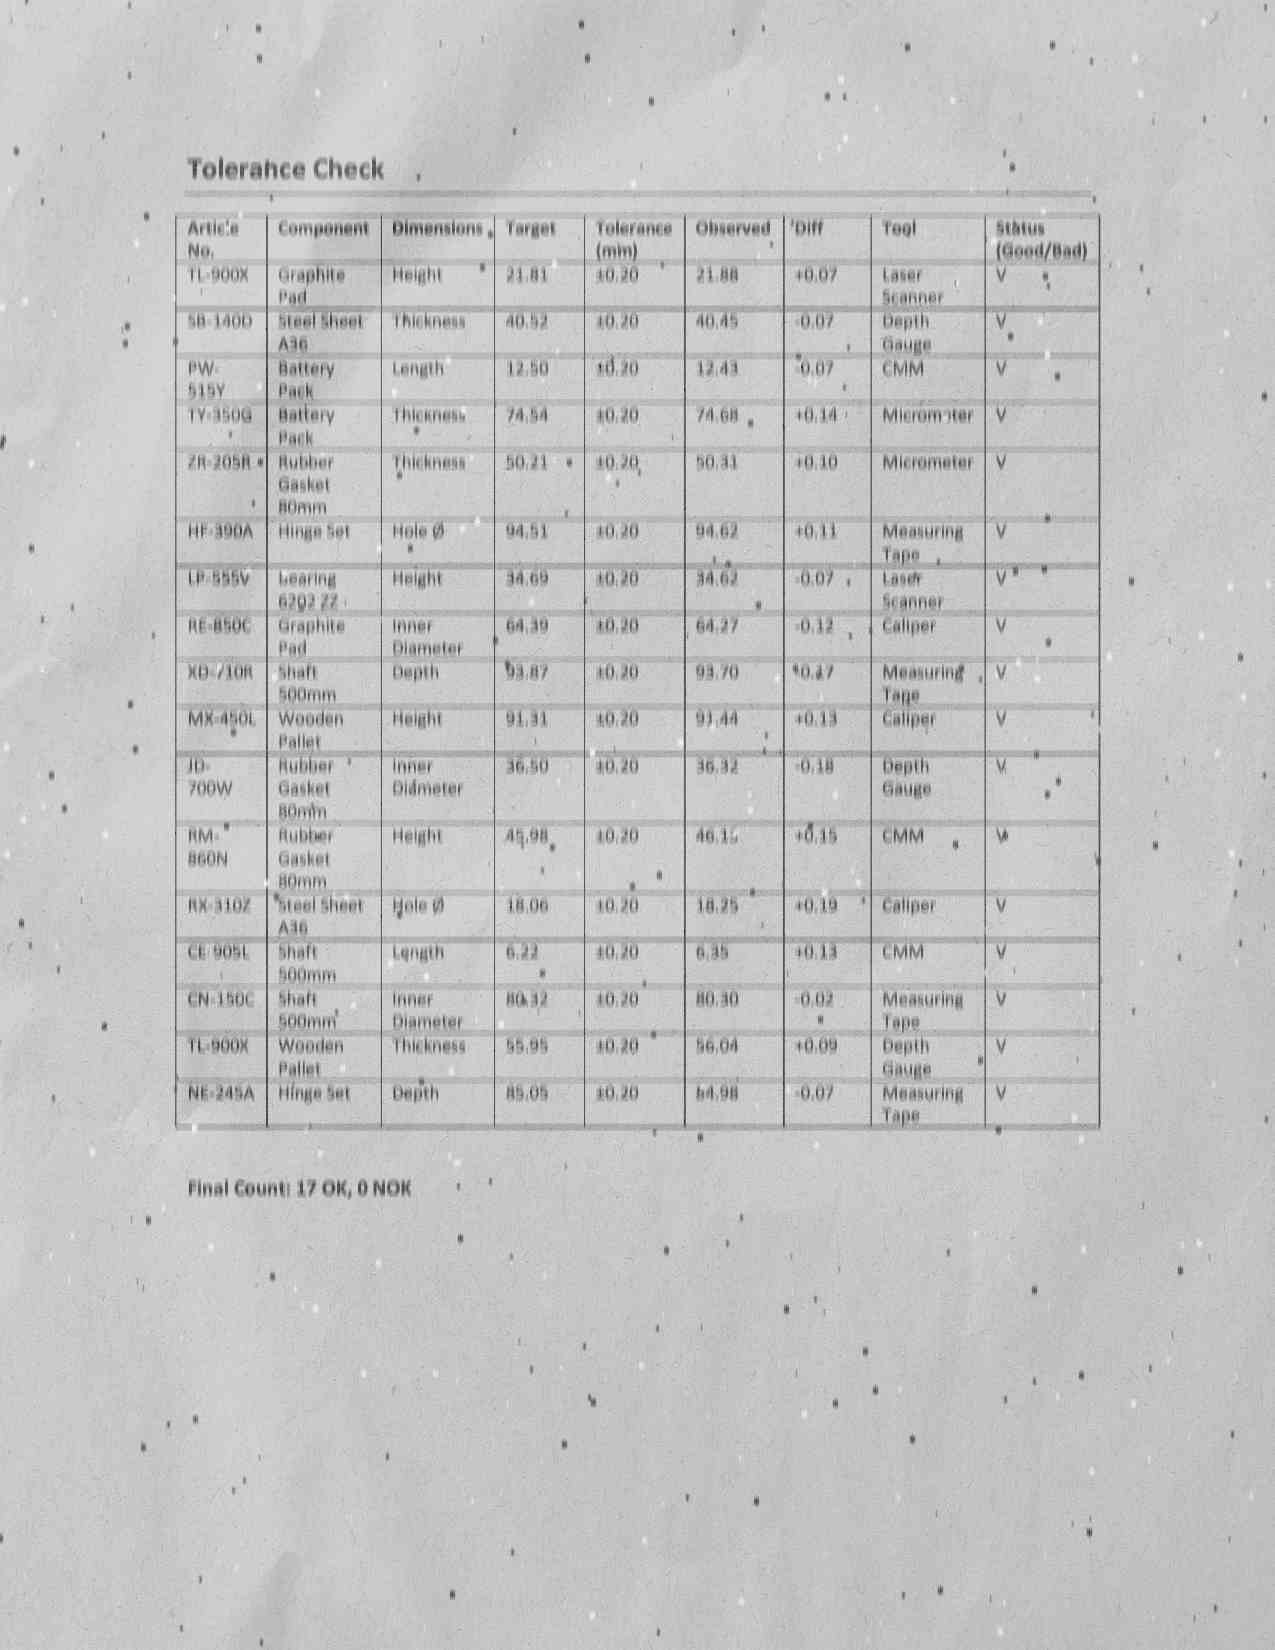 Tolerance Check
Article Component Dimensions Target Tolerance Observed Diff Tool Status
No. (mm) (Good/Bad)
TL-900X Graphite Height 21.81 ±0.20 21.88 +0.07 Laser V
Pad Scanner
SB-140D Steel Sheet Thickness 40.52 ±0.20 40.45 -0.07 Depth V
A36 Gauge
PW- Battery Length 12.50 ±0.20 12.43 -0.07 CMM V
515Y Pack
TY-350G Battery Thickness 74.54 ±0.20 74.68 +0.14 Micrometer V
Pack
ZR-205R Rubber Thickness 50.21 ±0.20 50.31 +0.10 Micrometer V
Gasket
80mm
HF-390A Hinge Set Hole Ø 94.51 ±0.20 94.62 +0.11 Measuring V
Tape
LP-555V Height 34.69 ±0.20 34.62 -0.07 Laser V
6202 ZZ Scanner
RE-850C Graphite Inner 64.39 ±0.20 64.27 -0.12 Caliper V
Pad Diameter
XD-710R Shaft Depth 93.87 ±0.20 93.70 -0.17 Measuring V
500mm Tape
MX-450L Wooden Height 91.31 ±0.20 91.44 +0.13 Caliper V
Pallet
JD- Rubber Inner 36.50 ±0.20 36.32 -0.18 Depth V
700W Gasket Diameter Gauge
80mm
RM- Rubber Height 45.98 ±0.20 46.13 +0.15 CMM V
860N Gasket
80mm
RX-310Z Steel Sheet Hole Ø 18.06 ±0.20 18.25 +0.19 Caliper V
A36
CE-905L Shaft Length 6.22 ±0.20 6.35 +0.13 CMM V
500mm
CN-150C Shaft Inner 80.32 ±0.20 80.30 -0.02 Measuring V
500mm Diameter Tape
TL-900X Wooden Thickness 55.95 ±0.20 56.04 +0.09 Depth V
Pallet Gauge
NE-245A Hinge Set Depth 85.05 ±0.20 84.98 -0.07 Measuring V
Tape
Final Count: 17 OK, 0 NOK